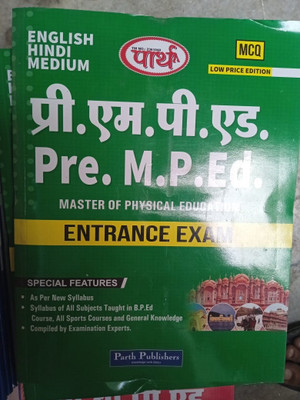 ENGLISH
HINDI
MEDIUM
पार्थ
MCQ
LOW PRICE EDITION
प्री.एम.पी.एड.
Pre. M.P.Ed.
MASTER OF PHYSICAL EDUCATION
ENTRANCE EXAM
SPECIAL FEATURES
As Per New Syllabus
Syllabus of All Subjects Taught in B.P.Ed
Course, All Sports Courses and General Knowledge
Compiled by Examination Experts.
Parth Publishers